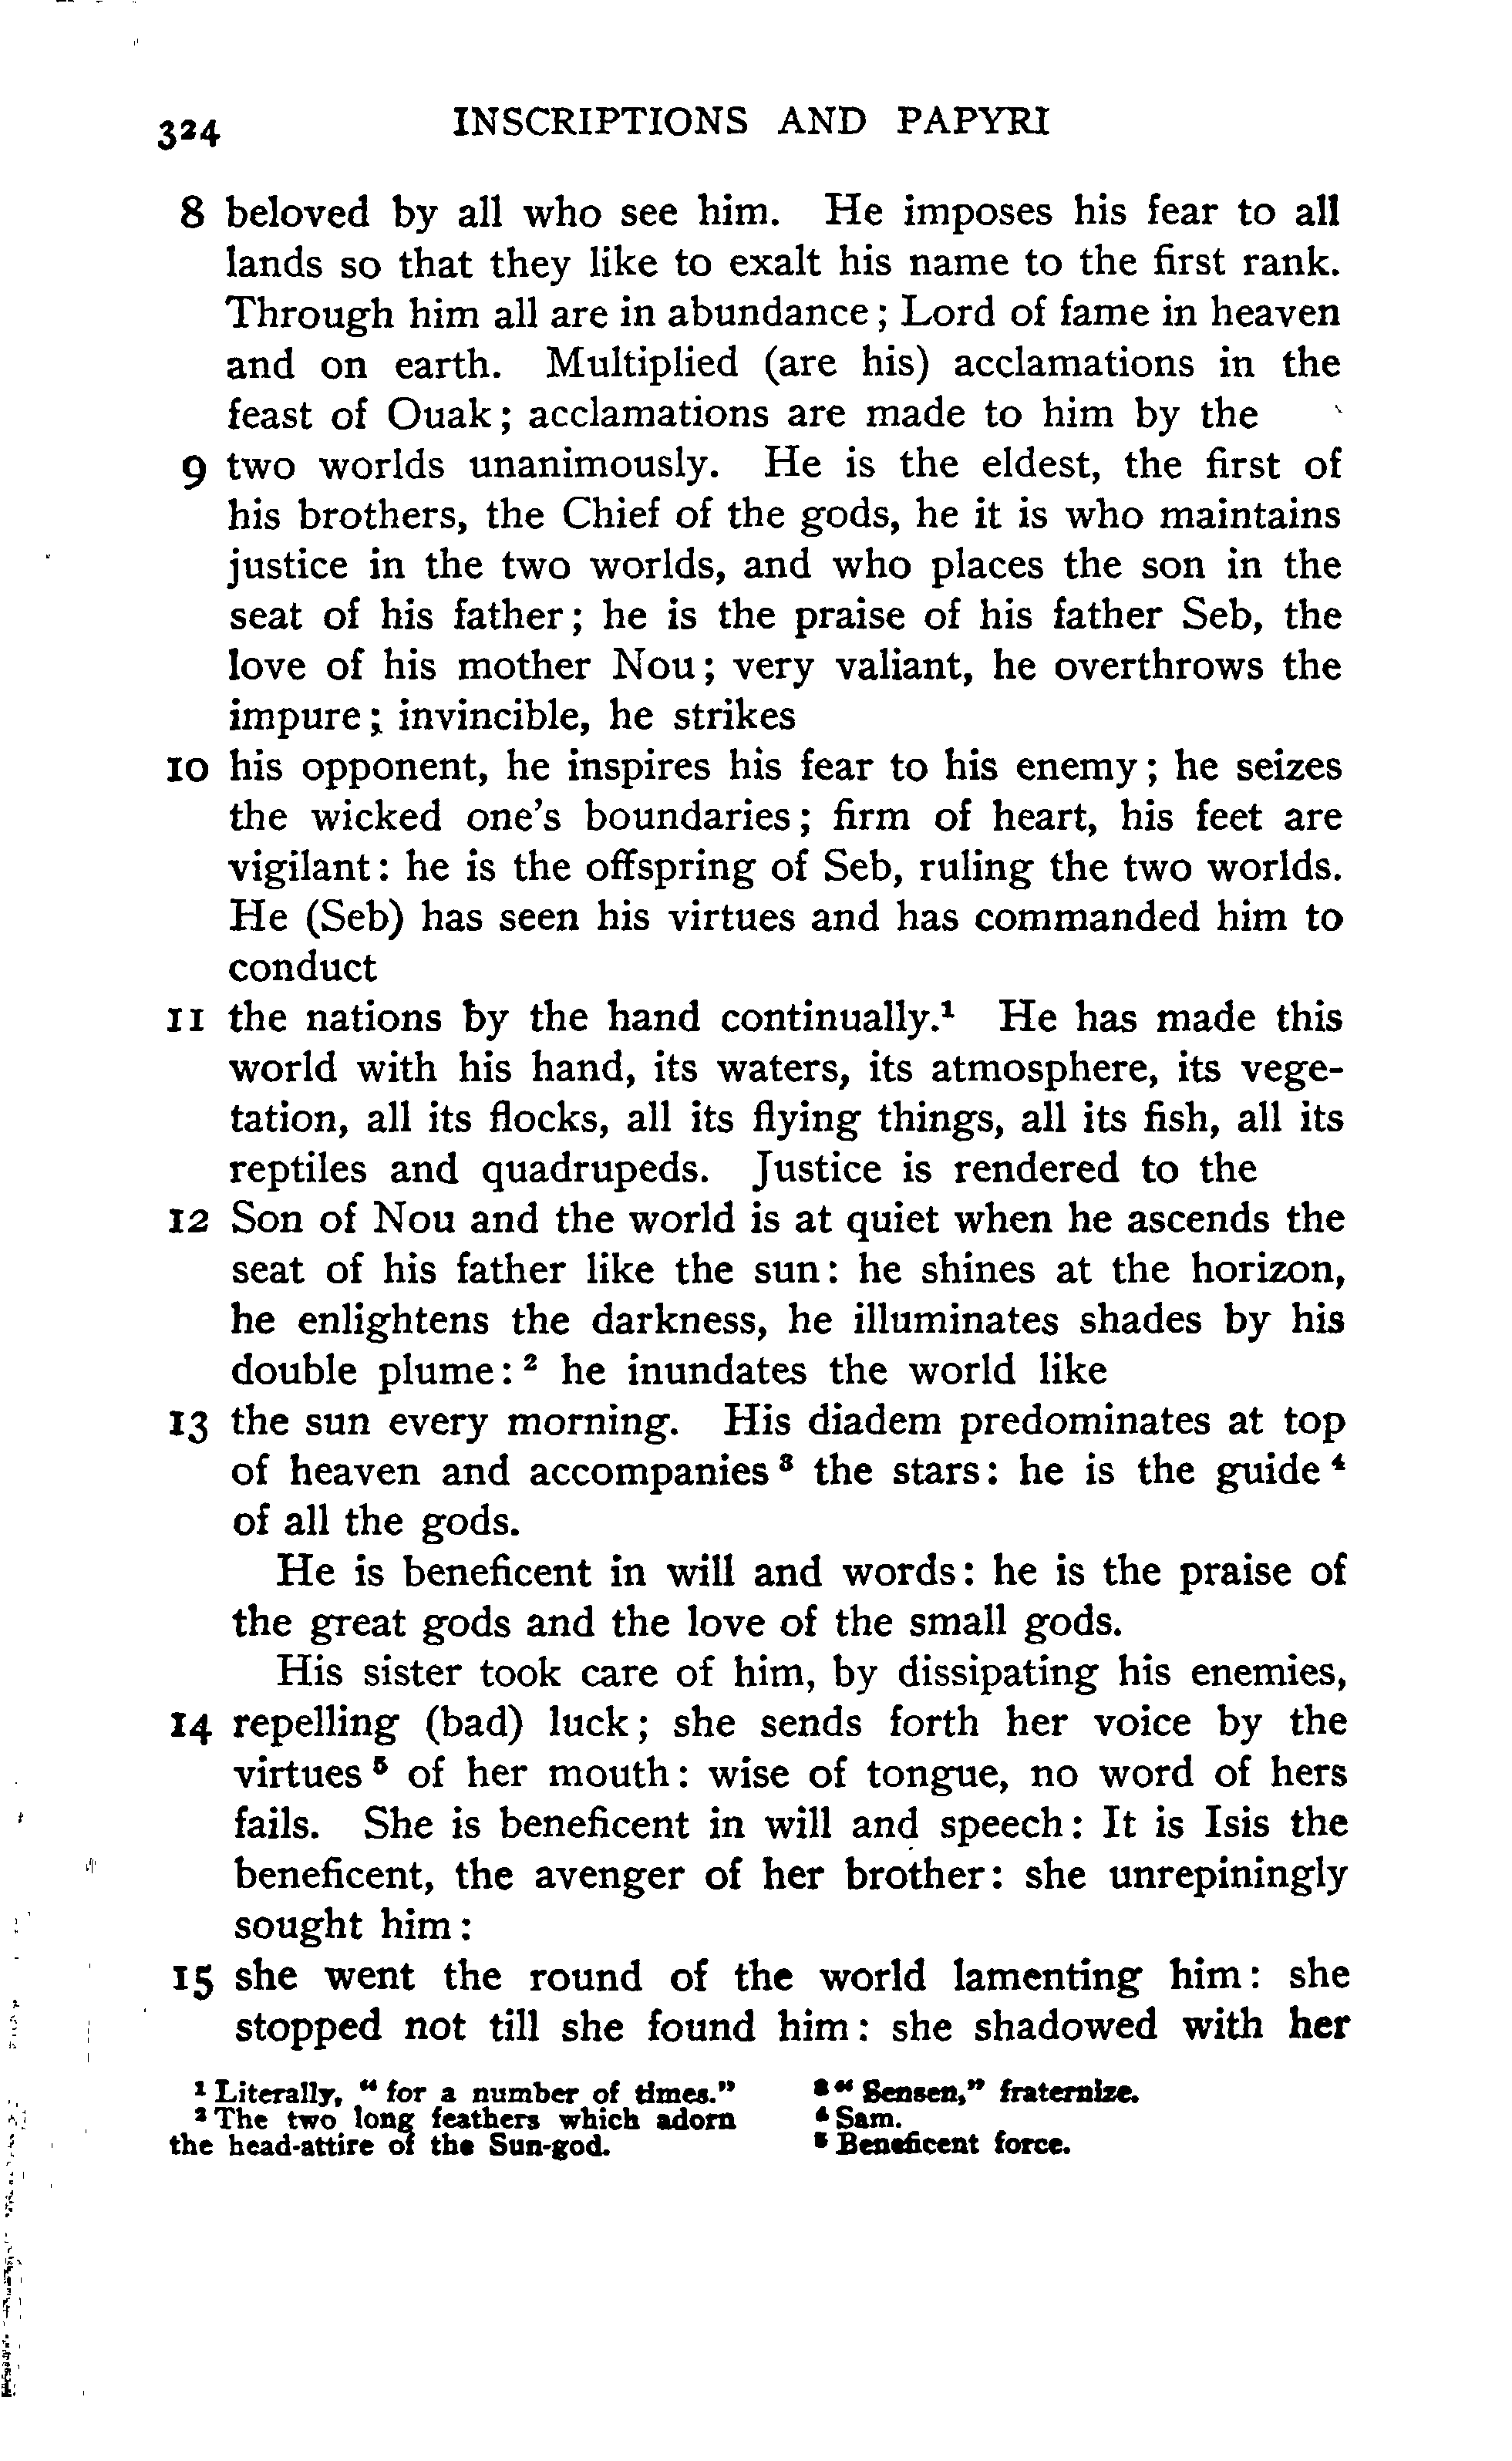 324 INSCRIPTIONS AND PAPYRI
8 beloved by all who see him. He imposes his fear to all
lands so that they like to exalt his name to the first rank.
Through him all are in abundance; Lord of fame in heaven
and on earth. Multiplied (are his) acclamations in the
feast of Ouak; acclamations are made to him by the
9 two worlds unanimously. He is the eldest, the first of
his brothers, the Chief of the gods, he it is who maintains
justice in the two worlds, and who places the son in the
seat of his father; he is the praise of his father Seb, the
love of his mother Nou; very valiant, he overthrows the
impure; invincible, he strikes
10 his opponent, he inspires his fear to his enemy; he seizes
the wicked one's boundaries; firm of heart, his feet are
vigilant: he is the offspring of Seb, ruling the two worlds.
He (Seb) has seen his virtues and has commanded him to
conduct
11 the nations by the hand continually.¹ He has made this
world with his hand, its waters, its atmosphere, its vege-
tation, all its flocks, all its flying things, all its fish, all its
reptiles and quadrupeds. Justice is rendered to the
12 Son of Nou and the world is at quiet when he ascends the
seat of his father like the sun: he shines at the horizon,
he enlightens the darkness, he illuminates shades by his
double plume:² he inundates the world like
13 the sun every morning. His diadem predominates at top
of heaven and accompanies³ the stars: he is the guide⁴
of all the gods.
He is beneficent in will and words: he is the praise of
the great gods and the love of the small gods.
His sister took care of him, by dissipating his enemies,
14 repelling (bad) luck; she sends forth her voice by the
virtues⁵ of her mouth: wise of tongue, no word of hers
fails. She is beneficent in will and speech: It is Isis the
beneficent, the avenger of her brother: she unrepiningly
sought him:
15 she went the round of the world lamenting him: she
stopped not till she found him: she shadowed with her
¹ Literally, "for a number of times."
² The two long feathers which adorn
the head-attire of the Sun-god.
³ "Sensen," fraternize.
⁴ Sam.
⁵ Beneficent force.